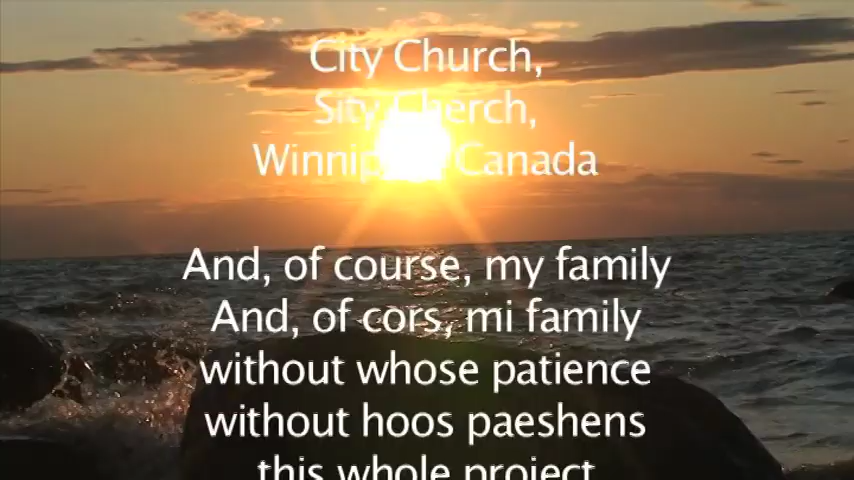 City Church,
Sity Cherch,
Canada
And, of course, my family
And, of cors, mi family
without whose patience
without hoos paeshens
this whole project